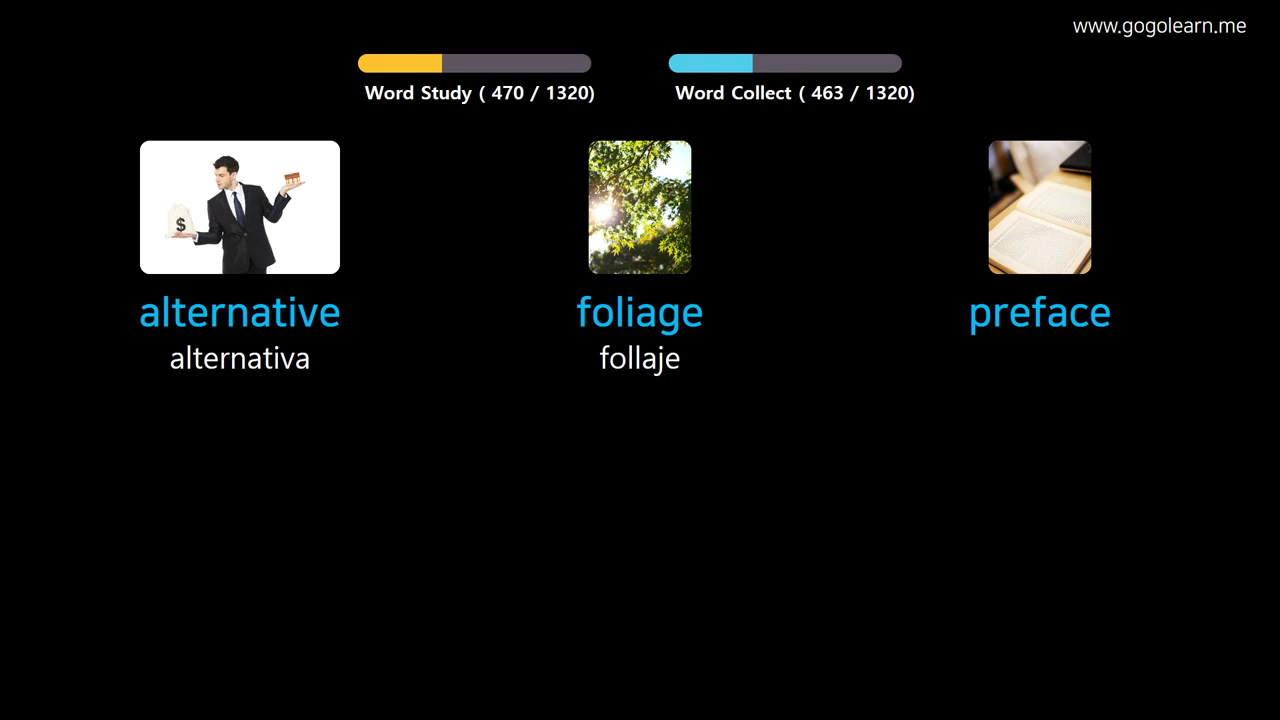 www.gogolearn.me
Word Study ( 470 / 1320)
Word Collect ( 463 / 1320)
$
alternative
foliage
preface
alternativa
follaje